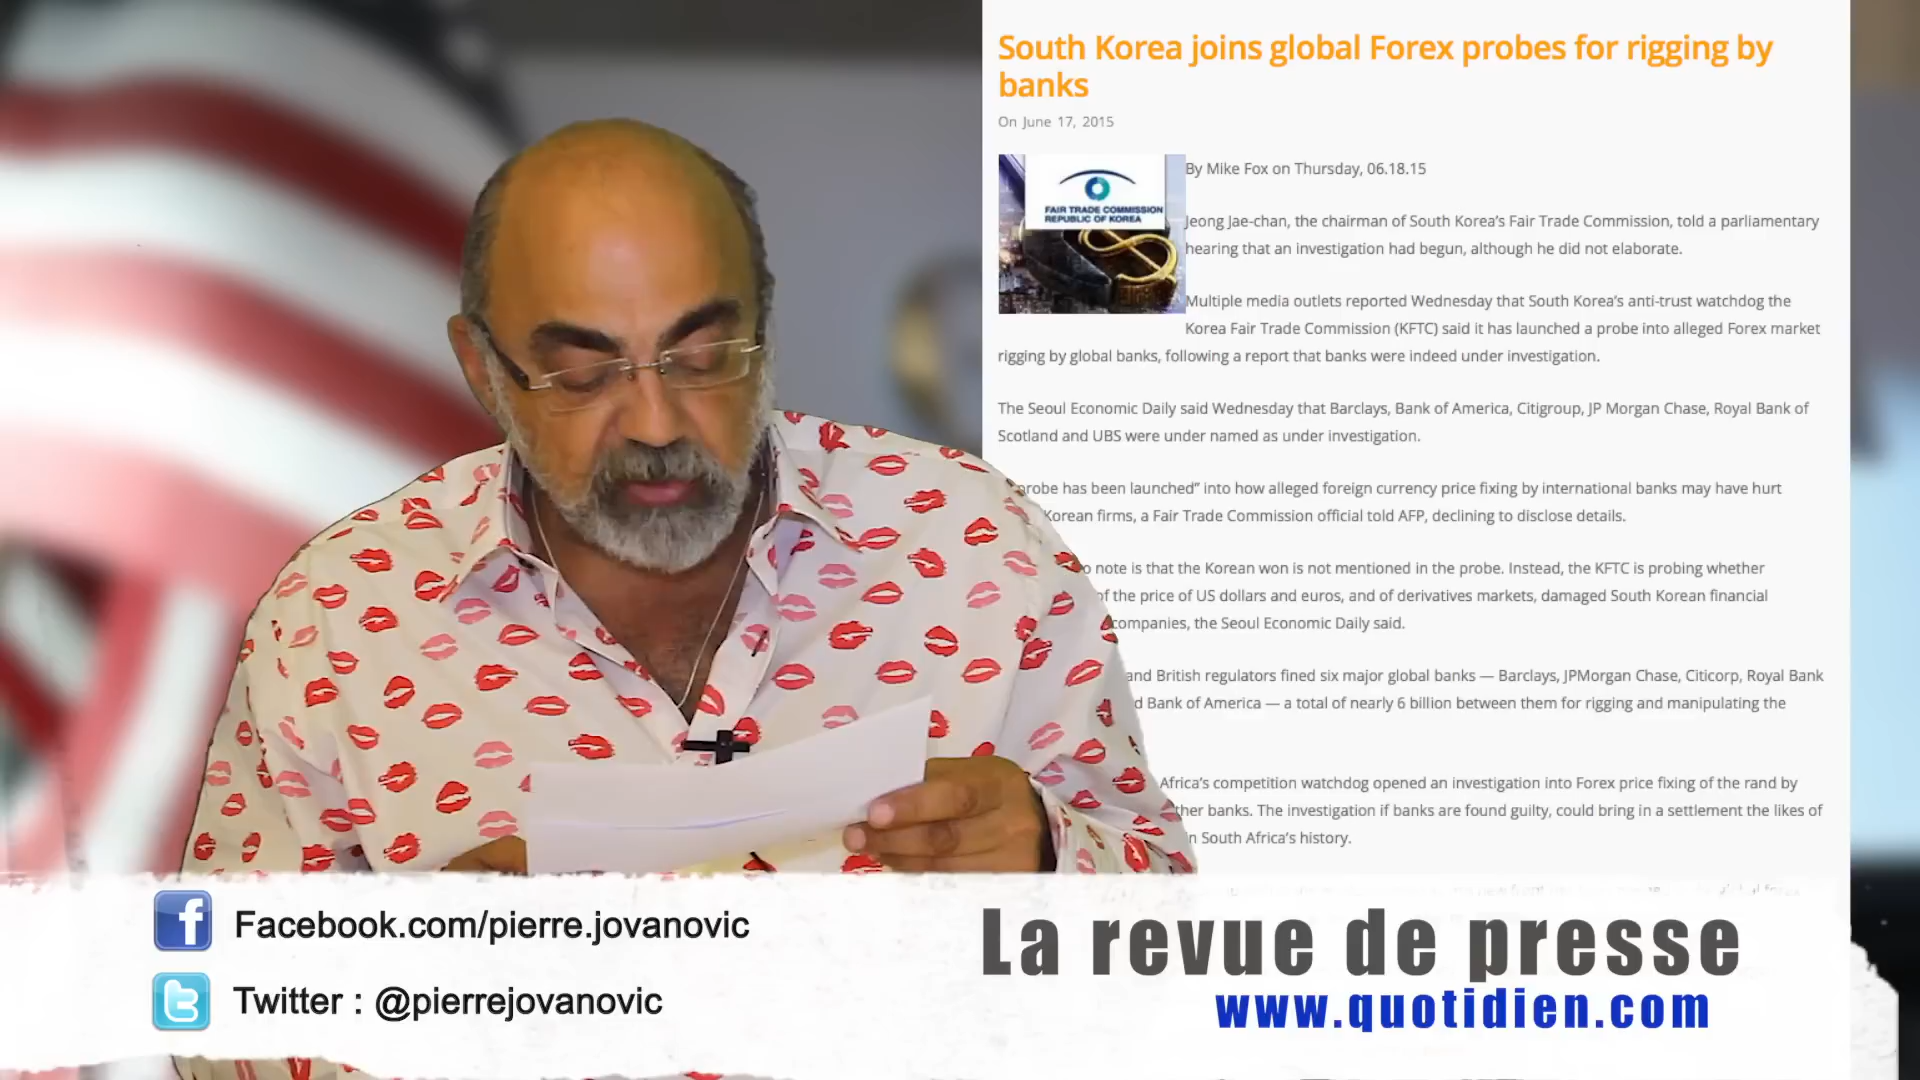 South Korea joins global Forex probes for rigging by
banks
On June 17, 2015
By Mike Fox on Thursday, 06.18.15
FAIR TRADE COMMISSION
REPUBLIC OF KOREA
Jeong Jae-chan, the chairman of South Korea's Fair Trade Commission, told a parliamentary
hearing that an investigation had begun, although he did not elaborate.
Multiple media outlets reported Wednesday that South Korea's anti-trust watchdog the
Korea Fair Trade Commission (KFTC) said it has launched a probe into alleged Forex market
rigging by global banks, following a report that banks were indeed under investigation.
The Seoul Economic Daily said Wednesday that Barclays, Bank of America, Citigroup, JP Morgan Chase, Royal Bank of
Scotland and UBS were under named as under investigation.
probe has been launched” into how alleged foreign currency price fixing by international banks may have hurt
Korean firms, a Fair Trade Commission official told AFP, declining to disclose details.
note is that the Korean won is not mentioned in the probe. Instead, the KFTC is probing whether
of the price of US dollars and euros, and of derivatives markets, damaged South Korean financial
companies, the Seoul Economic Daily said.
and British regulators fined six major global banks — Barclays, JPMorgan Chase, Citicorp, Royal Bank
Bank of America — a total of nearly 6 billion between them for rigging and manipulating the
Africa's competition watchdog opened an investigation into Forex price fixing of the rand by
banks. The investigation if banks are found guilty, could bring in a settlement the likes of
South Africa's history.
Facebook.com/pierre.jovanovic
Twitter : @pierrejovanovic
La revue de presse
www.quotidien.com